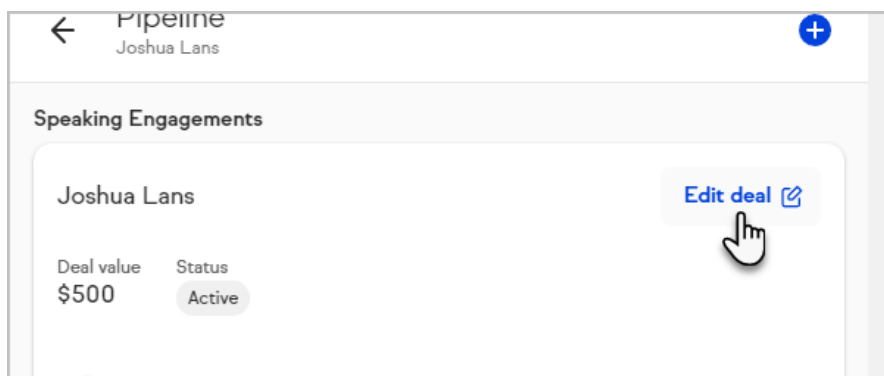 Pipeline
Joshua Lans
Speaking Engagements
Joshua Lans
Edit deal
Deal value
Status
$500
Active